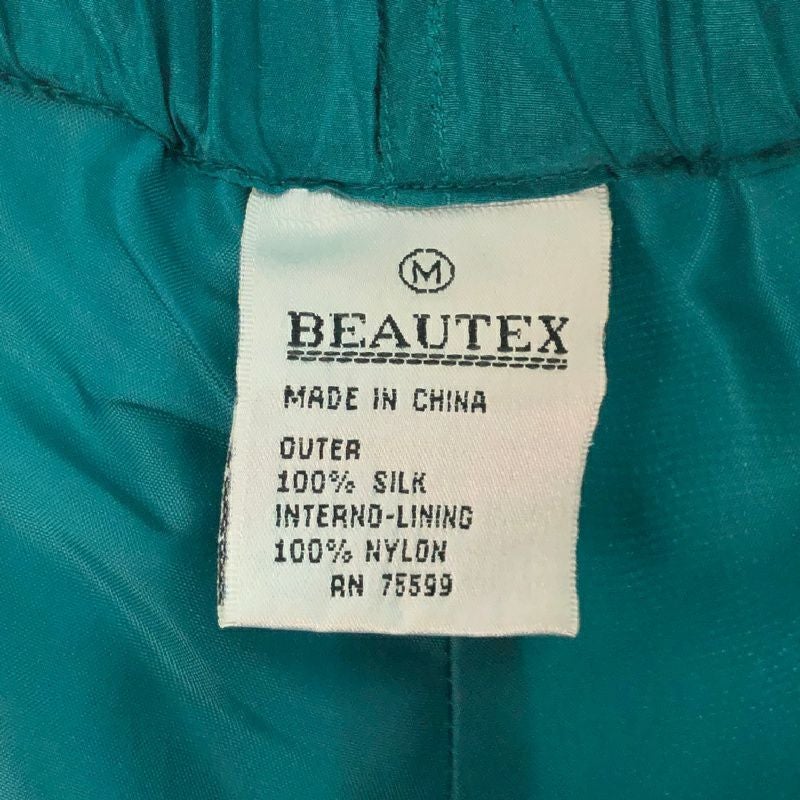 M
BEAUTEX
MADE IN CHINA
OUTER
100% SILK
INTERNO-LINING
100% NYLON
RN 75599